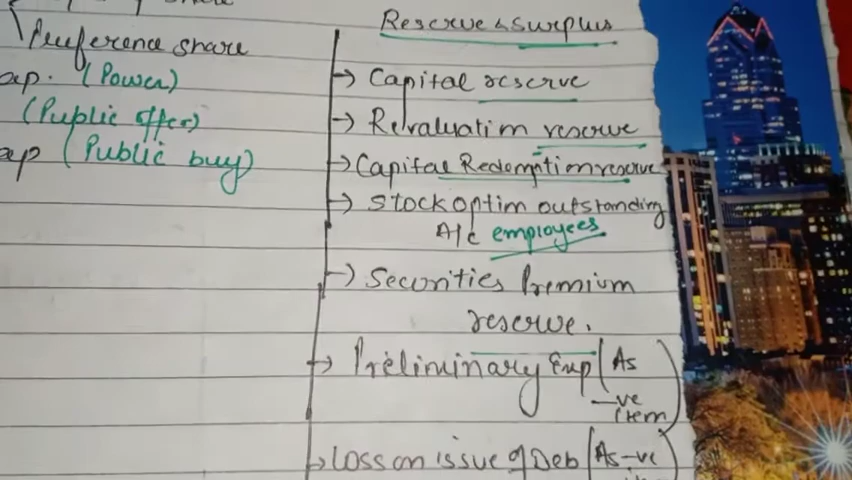 Preference share
ap. (Power)
(Public offer)
ap (Public buy)
Reserve & Surplus
→ Capital reserve
→ Revaluation reserve
→ Capital Redemption reserve
→ Stock option outstanding
A/c employees
→ Securities Premium
reserve.
→ Preliminary Exp (As
-ve
item)
→ Loss on issue of Deb (As -ve